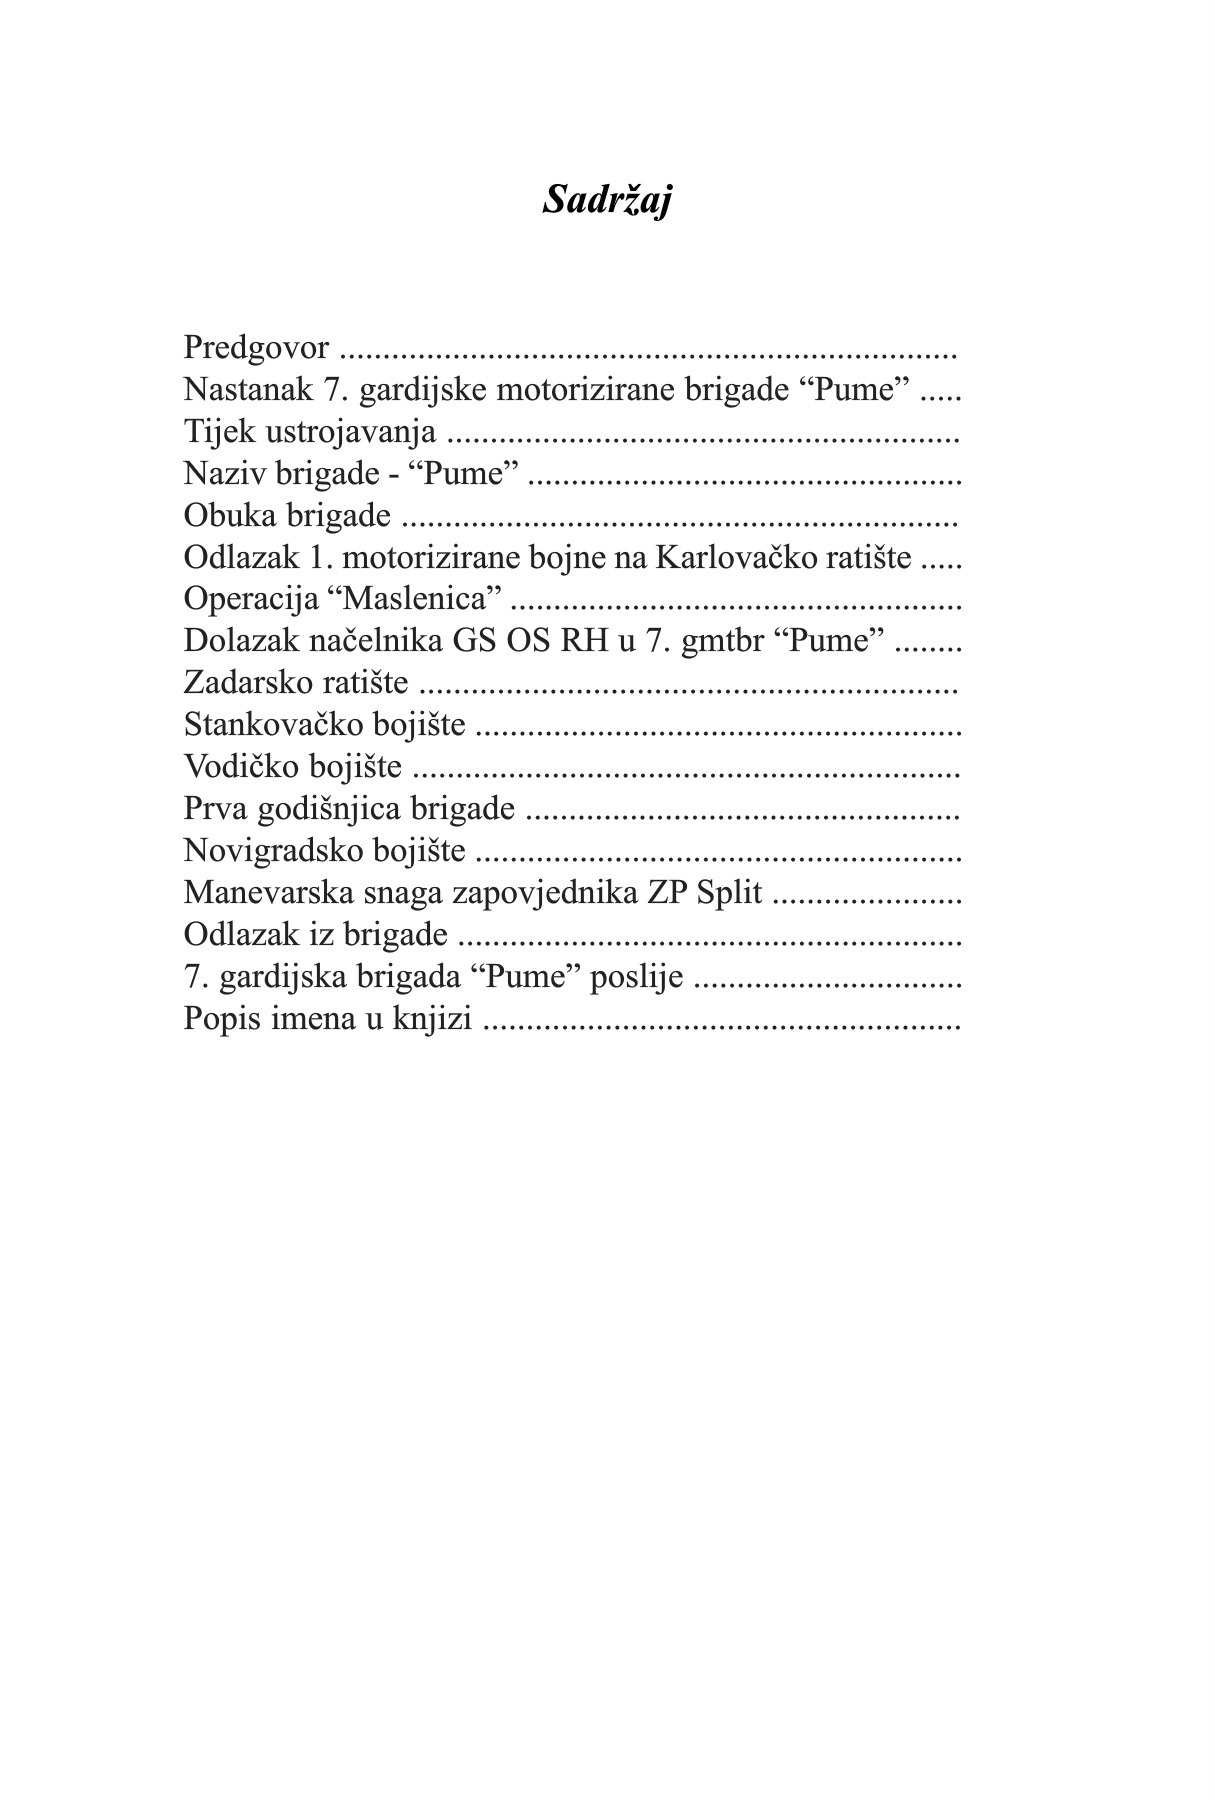 Sadržaj
Predgovor .......................................................................
Nastanak 7. gardijske motorizirane brigade “Pume” .....
Tijek ustrojavanja ...........................................................
Naziv brigade - “Pume” ..................................................
Obuka brigade ................................................................
Odlazak 1. motorizirane bojne na Karlovačko ratište .....
Operacija “Maslenica” ....................................................
Dolazak načelnika GS OS RH u 7. gmtbr “Pume” ........
Zadarsko ratište ..............................................................
Stankovačko bojište ........................................................
Vodičko bojište ...............................................................
Prva godišnjica brigade ..................................................
Novigradsko bojište ........................................................
Manevarska snaga zapovjednika ZP Split ......................
Odlazak iz brigade ..........................................................
7. gardijska brigada “Pume” poslije ...............................
Popis imena u knjizi .......................................................